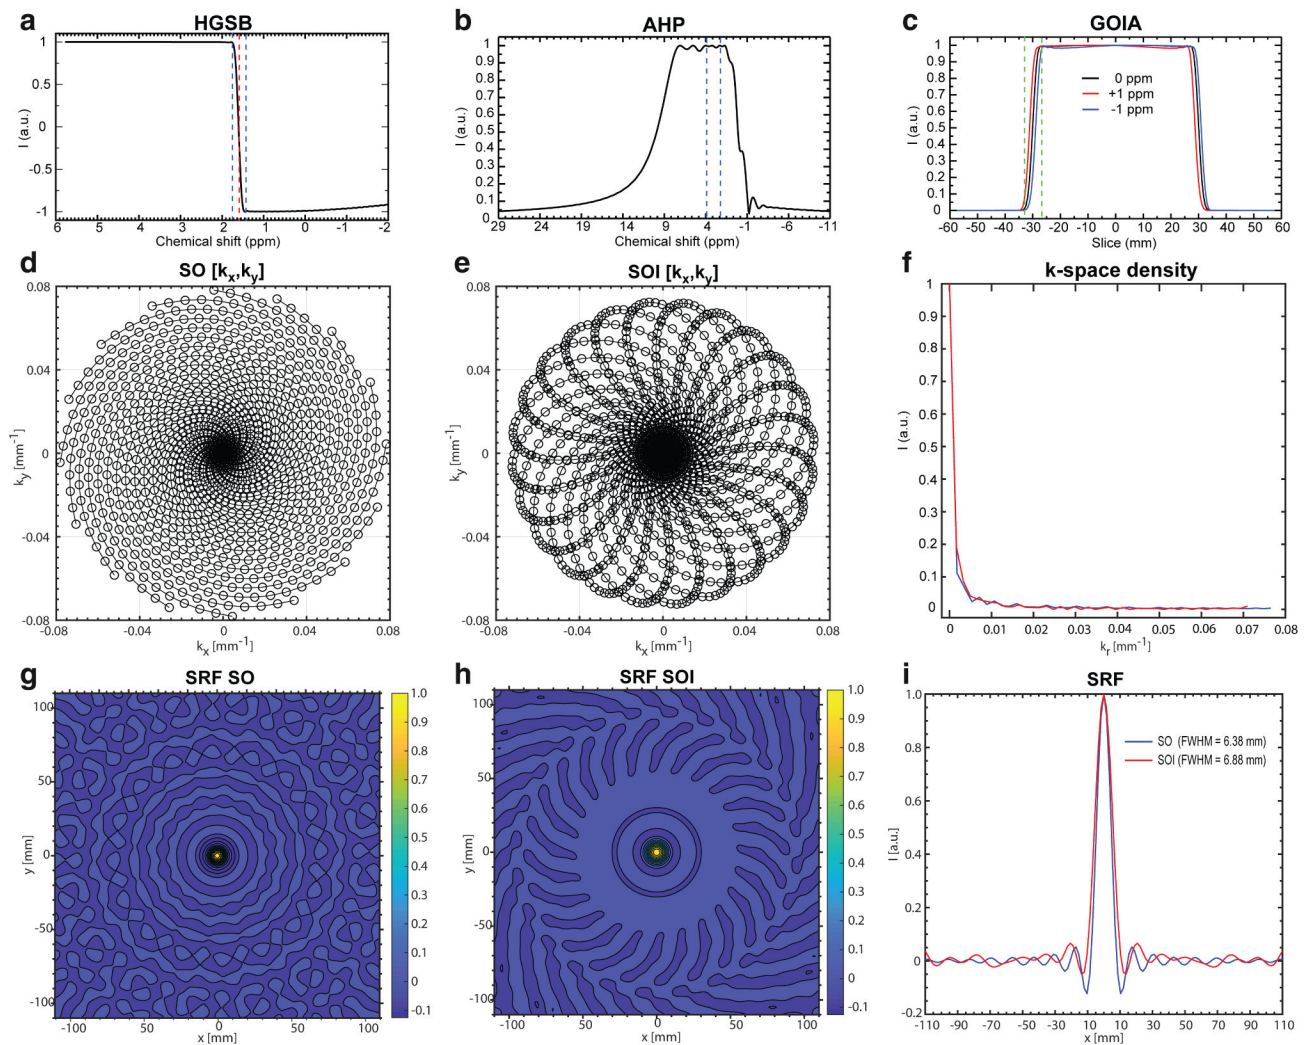 a
HGSB
I (a.u.)
1
0.5
0
-0.5
-1
6 5 4 3 2 1 0 -1 -2
Chemical shift (ppm)
b
AHP
I (a.u.)
1
0.9
0.8
0.7
0.6
0.5
0.4
0.3
0.2
0.1
0
29 24 19 14 9 4 -1 -6 -11
Chemical shift (ppm)
c
GOIA
I (a.u.)
1
0.9
0.8
0.7
0.6
0.5
0.4
0.3
0.2
0.1
0
0 ppm
+1 ppm
-1 ppm
-60 -50 -40 -30 -20 -10 0 10 20 30 40 50 60
Slice (mm)
d
SO [kx,ky]
ky [mm-1]
0.08
0.04
0
-0.04
-0.08
-0.08 -0.04 0 0.04 0.08
kx [mm-1]
e
SOI [kx,ky]
ky [mm-1]
0.08
0.04
0
-0.04
-0.08
-0.08 -0.04 0 0.04 0.08
kx [mm-1]
f
k-space density
I (a.u.)
1
0.9
0.8
0.7
0.6
0.5
0.4
0.3
0.2
0.1
0
0 0.01 0.02 0.03 0.04 0.05 0.06 0.07 0.08
kr [mm-1]
g
SRF SO
y [mm]
100
50
0
-50
-100
-100 50 0 50 100
x [mm]
1.0
0.9
0.8
0.7
0.6
0.5
0.4
0.3
0.2
0.1
0
-0.1
h
SRF SOI
y [mm]
100
50
0
-50
-100
-100 50 0 50 100
x [mm]
1.0
0.9
0.8
0.7
0.6
0.5
0.4
0.3
0.2
0.1
0
-0.1
i
SRF
I [a.u.]
1.0
0.8
0.6
0.4
0.2
0
-0.2
SO (FWHM = 6.38 mm)
SOI (FWHM = 6.88 mm)
-110 -90 -70 -50 -30 -10 10 30 50 70 90 110
x [mm]